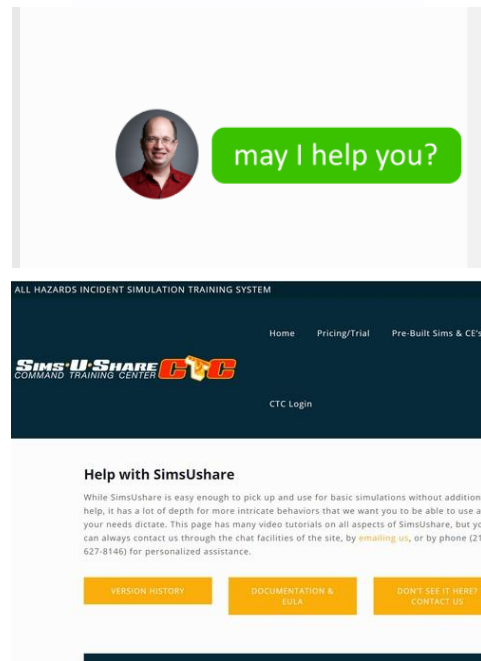 may I help you?
ALL HAZARDS INCIDENT SIMULATION TRAINING SYSTEM
Home Pricing/Trial Pre-Built Sims & CE's
SIMS·U·SHARE CTC
COMMAND TRAINING CENTER
CTC Login
Help with SimsUshare
While SimsUshare is easy enough to pick up and use for basic simulations without addition
help, it has a lot of depth for more intricate behaviors that we want you to be able to use a
your needs dictate. This page has many video tutorials on all aspects of SimsUshare, but yo
can always contact us through the chat facilities of the site, by emailing us, or by phone (21
627-8146) for personalized assistance.
VERSION HISTORY DOCUMENTATION & DON'T SEE IT HERE?
EULA CONTACT US